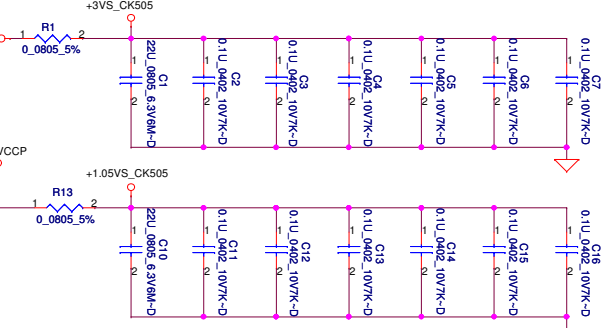 +3VS_CK505
R1
1
2
0_0805_5%
1
2
C1
22U_0805_6.3V6M~D
1
2
C2
0.1U_0402_10V7K~D
1
2
C3
0.1U_0402_10V7K~D
1
2
C4
0.1U_0402_10V7K~D
1
2
C5
0.1U_0402_10V7K~D
1
2
C6
0.1U_0402_10V7K~D
1
2
C7
0.1U_0402_10V7K~D
VCCP
+1.05VS_CK505
R13
1
2
0_0805_5%
1
2
C10
22U_0805_6.3V6M~D
1
2
C11
0.1U_0402_10V7K~D
1
2
C12
0.1U_0402_10V7K~D
1
2
C13
0.1U_0402_10V7K~D
1
2
C14
0.1U_0402_10V7K~D
1
2
C15
0.1U_0402_10V7K~D
1
2
C16
0.1U_0402_10V7K~D